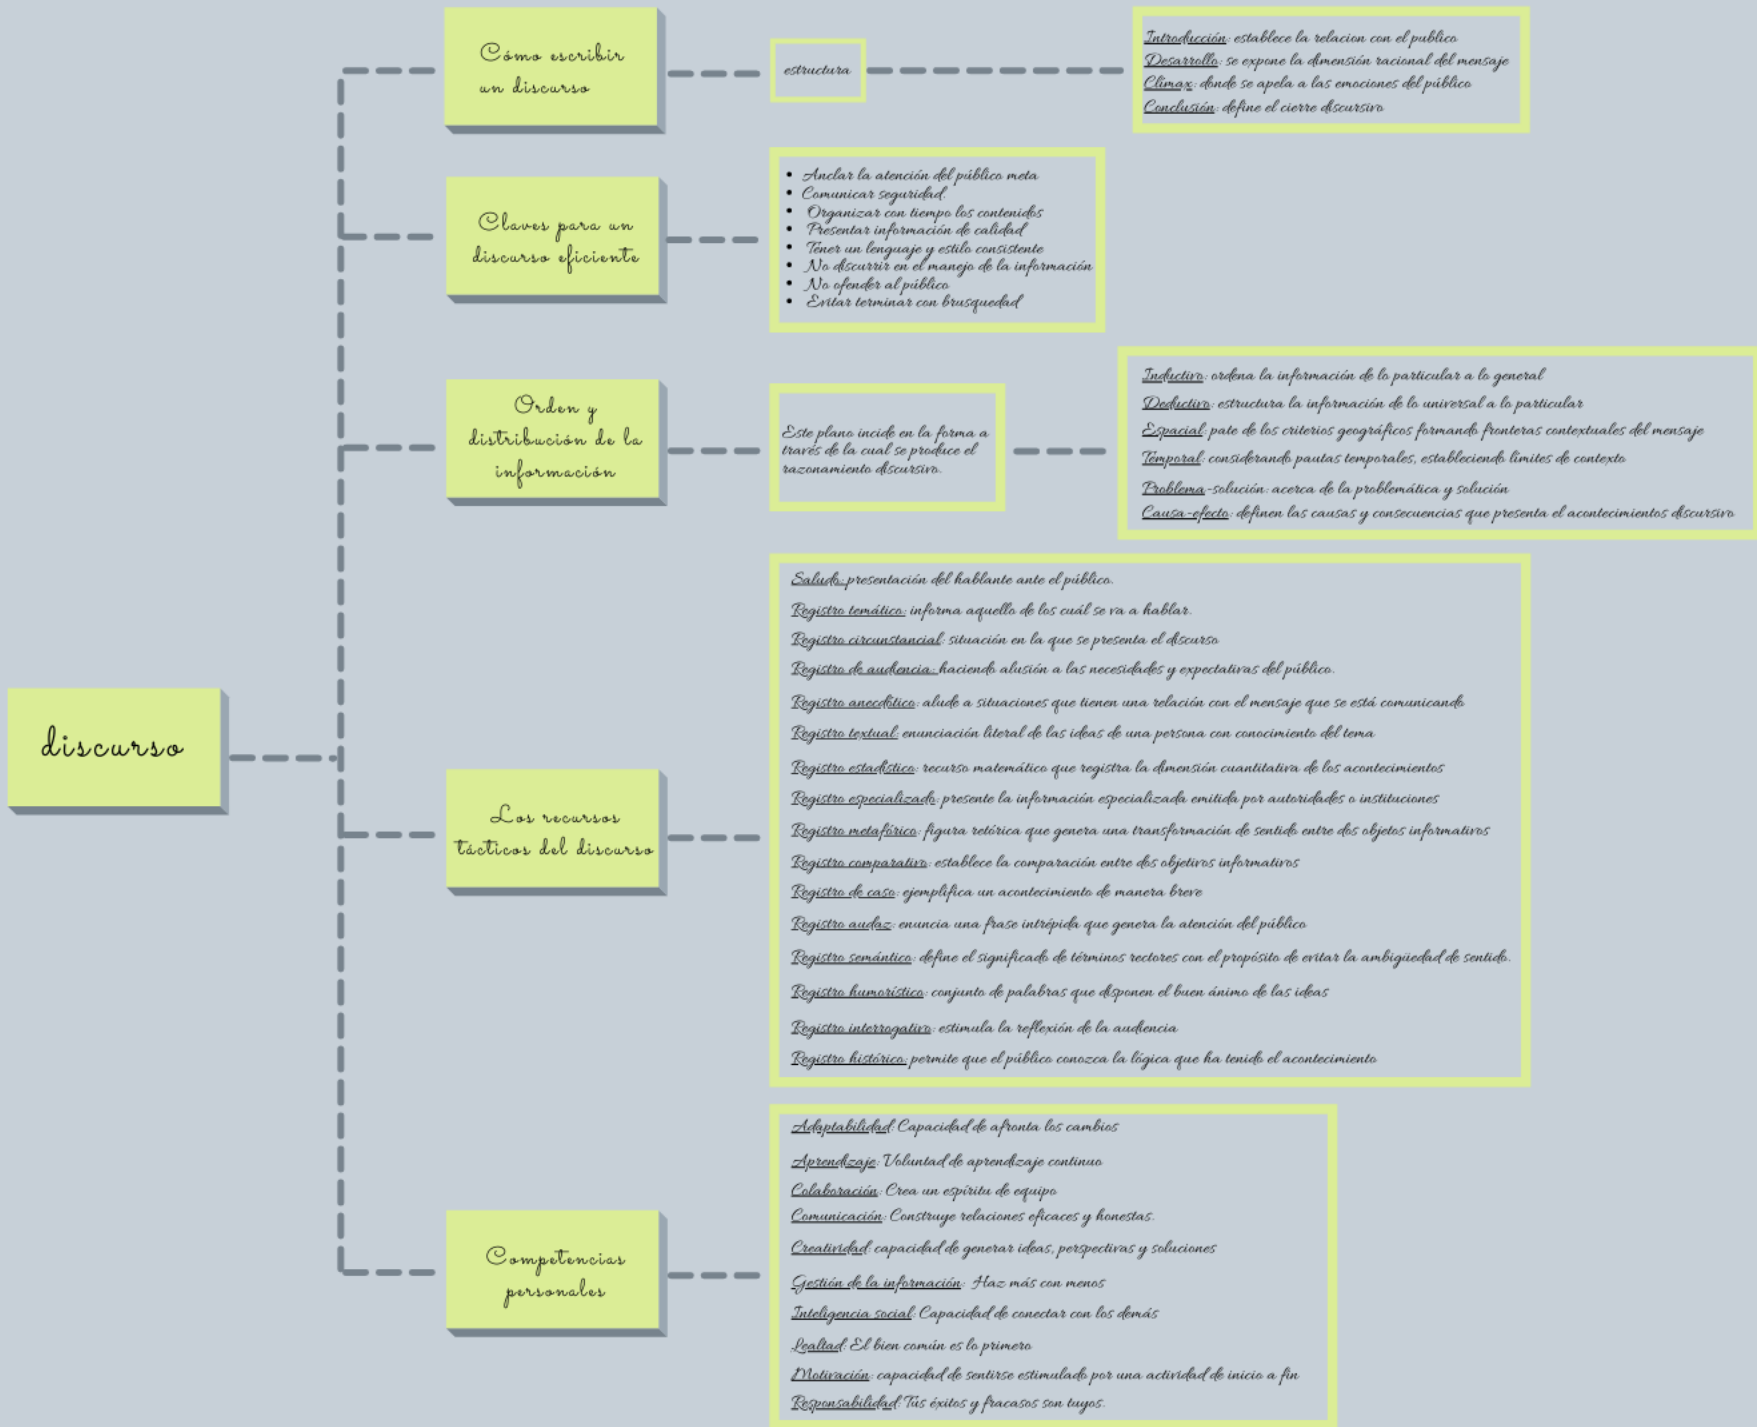 discurso
Cómo escribir
un discurso
estructura
Introducción: establece la relacion con el publico
Desarrollo: se expone la dimensión racional del mensaje
Clímax: donde se apela a las emociones del público
Conclusión: define el cierre discursivo
Claves para un
discurso eficiente
• Anclar la atención del público meta
• Comunicar seguridad.
• Organizar con tiempo los contenidos
• Presentar información de calidad
• Tener un lenguaje y estilo consistente
• No discurrir en el manejo de la información
• No ofender al público
• Evitar terminar con brusquedad
Orden y
distribución de la
información
Este plano incide en la forma a
través de la cual se produce el
razonamiento discursivo.
Inductivo: ordena la información de lo particular a lo general
Deductivo: estructura la información de lo universal a lo particular
Espacial: pate de los criterios geográficos formando fronteras contextuales del mensaje
Temporal: considerando pautas temporales, estableciendo límites de contexto
Problema-solución: acerca de la problemática y solución
Causa-efecto: definen las causas y consecuencias que presenta el acontecimientos discursivo
Los recursos
tácticos del discurso
Saludo: presentación del hablante ante el público.
Registro temático: informa aquello de los cuál se va a hablar.
Registro circunstancial: situación en la que se presenta el discurso
Registro de audiencia: haciendo alusión a las necesidades y expectativas del público.
Registro anecdótico: alude a situaciones que tienen una relación con el mensaje que se está comunicando
Registro textual: enunciación literal de las ideas de una persona con conocimiento del tema
Registro estadístico: recurso matemático que registra la dimensión cuantitativa de los acontecimientos
Registro especializado: presente la información especializada emitida por autoridades o instituciones
Registro metafórico: figura retórica que genera una transformación de sentido entre dos objetos informativos
Registro comparativo: establece la comparación entre dos objetivos informativos
Registro de caso: ejemplifica un acontecimiento de manera breve
Registro audaz: enuncia una frase intrépida que genera la atención del público
Registro semántico: define el significado de términos rectores con el propósito de evitar la ambigüedad de sentido.
Registro humorístico: conjunto de palabras que disponen el buen ánimo de las ideas
Registro interrogativo: estimula la reflexión de la audiencia
Registro histórico: permite que el público conozca la lógica que ha tenido el acontecimiento
Competencias
personales
Adaptabilidad: Capacidad de afronta los cambios
Aprendizaje: Voluntad de aprendizaje continuo
Colaboración: Crea un espíritu de equipo
Comunicación: Construye relaciones eficaces y honestas.
Creatividad: capacidad de generar ideas, perspectivas y soluciones
Gestión de la información: Haz más con menos
Inteligencia social: Capacidad de conectar con los demás
Lealtad: El bien común es lo primero
Motivación: capacidad de sentirse estimulado por una actividad de inicio a fin
Responsabilidad: Tus éxitos y fracasos son tuyos.